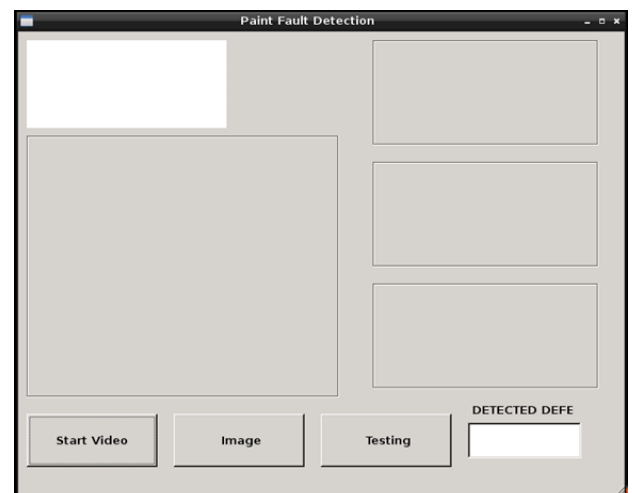 Paint Fault Detection
DETECTED DEFE
Start Video
Image
Testing